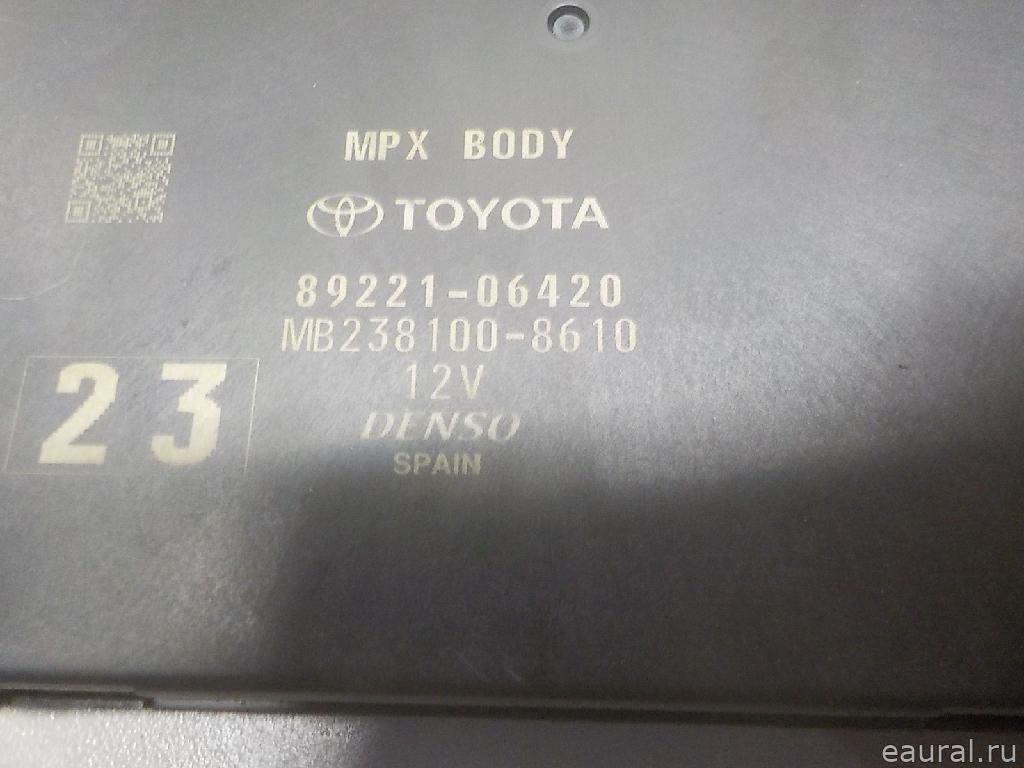 MPX BODY
TOYOTA
89221-06420
MB238100-8610
12V
DENSO
SPAIN
23
eaural.ru